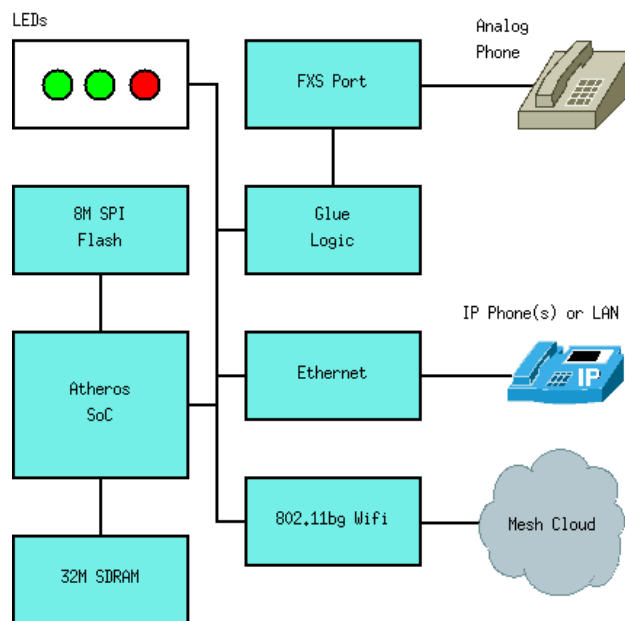 LEDs
Analog
Phone
FXS Port
8M SPI
Flash
Glue
Logic
IP Phone(s) or LAN
Ethernet
IP
Atheros
SoC
802.11bg Wifi
Mesh Cloud
32M SDRAM